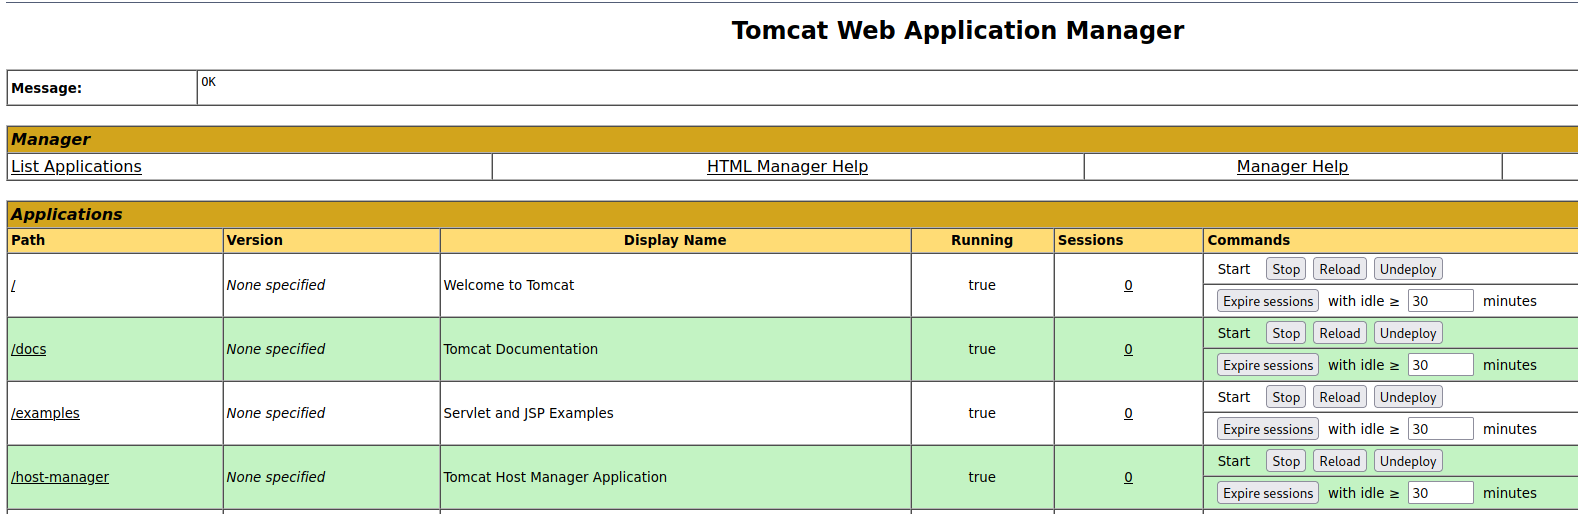 Tomcat Web Application Manager
Message: OK
Manager
List Applications HTML Manager Help Manager Help
Applications
Path Version Display Name Running Sessions Commands
/ None specified Welcome to Tomcat true 0 Start Stop Reload Undeploy
Expire sessions with idle ≥ 30 minutes
/docs None specified Tomcat Documentation true 0 Start Stop Reload Undeploy
Expire sessions with idle ≥ 30 minutes
/examples None specified Servlet and JSP Examples true 0 Start Stop Reload Undeploy
Expire sessions with idle ≥ 30 minutes
/host-manager None specified Tomcat Host Manager Application true 0 Start Stop Reload Undeploy
Expire sessions with idle ≥ 30 minutes